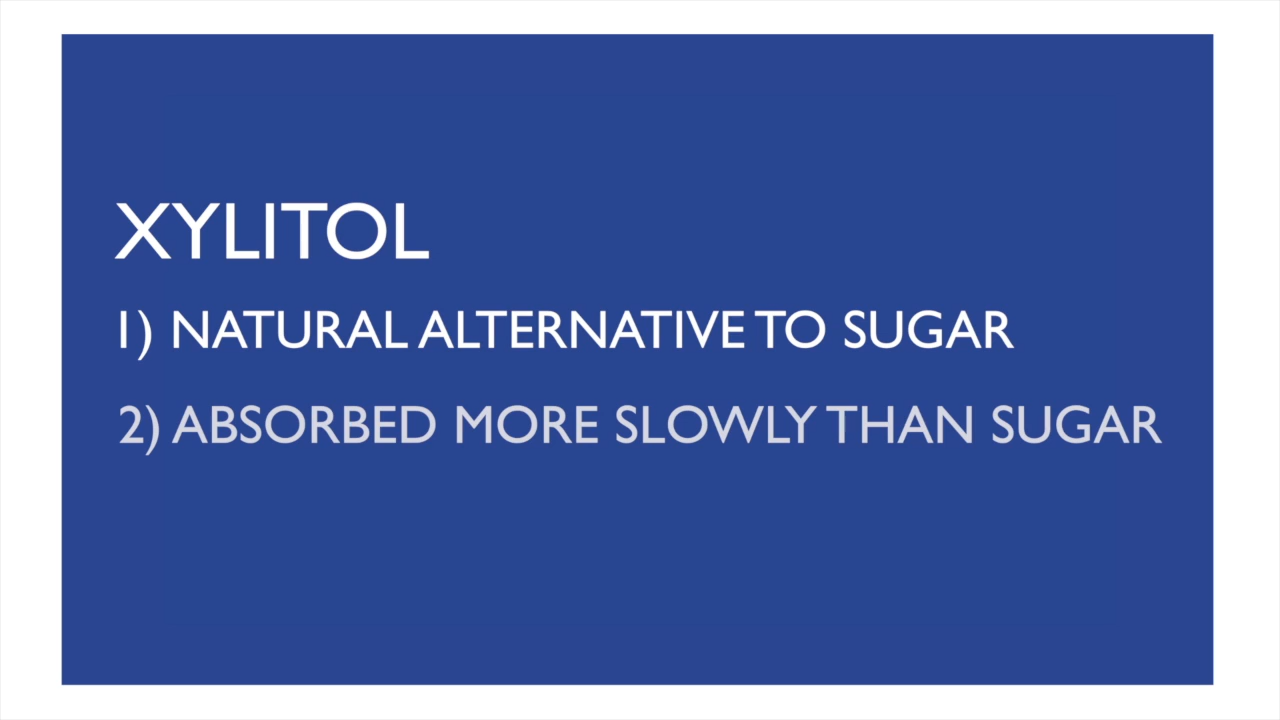 XYLITOL
1) NATURAL ALTERNATIVE TO SUGAR
2) ABSORBED MORE SLOWLY THAN SUGAR